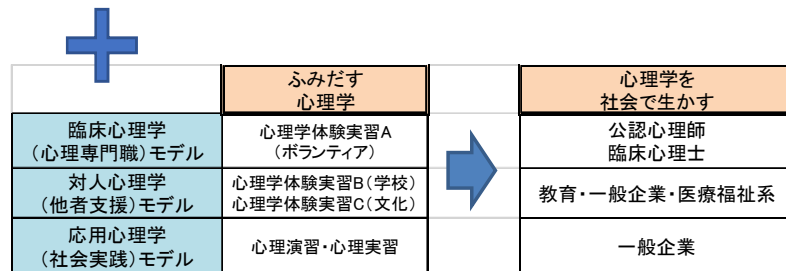 ふみだす
心理学
心理学を
社会で生かす
臨床心理学
(心理専門職)モデル
心理学体験実習A
(ボランティア)
公認心理師
臨床心理士
対人心理学
(他者支援)モデル
心理学体験実習B(学校)
心理学体験実習C(文化)
教育・一般企業・医療福祉系
応用心理学
(社会実践)モデル
心理演習・心理実習
一般企業